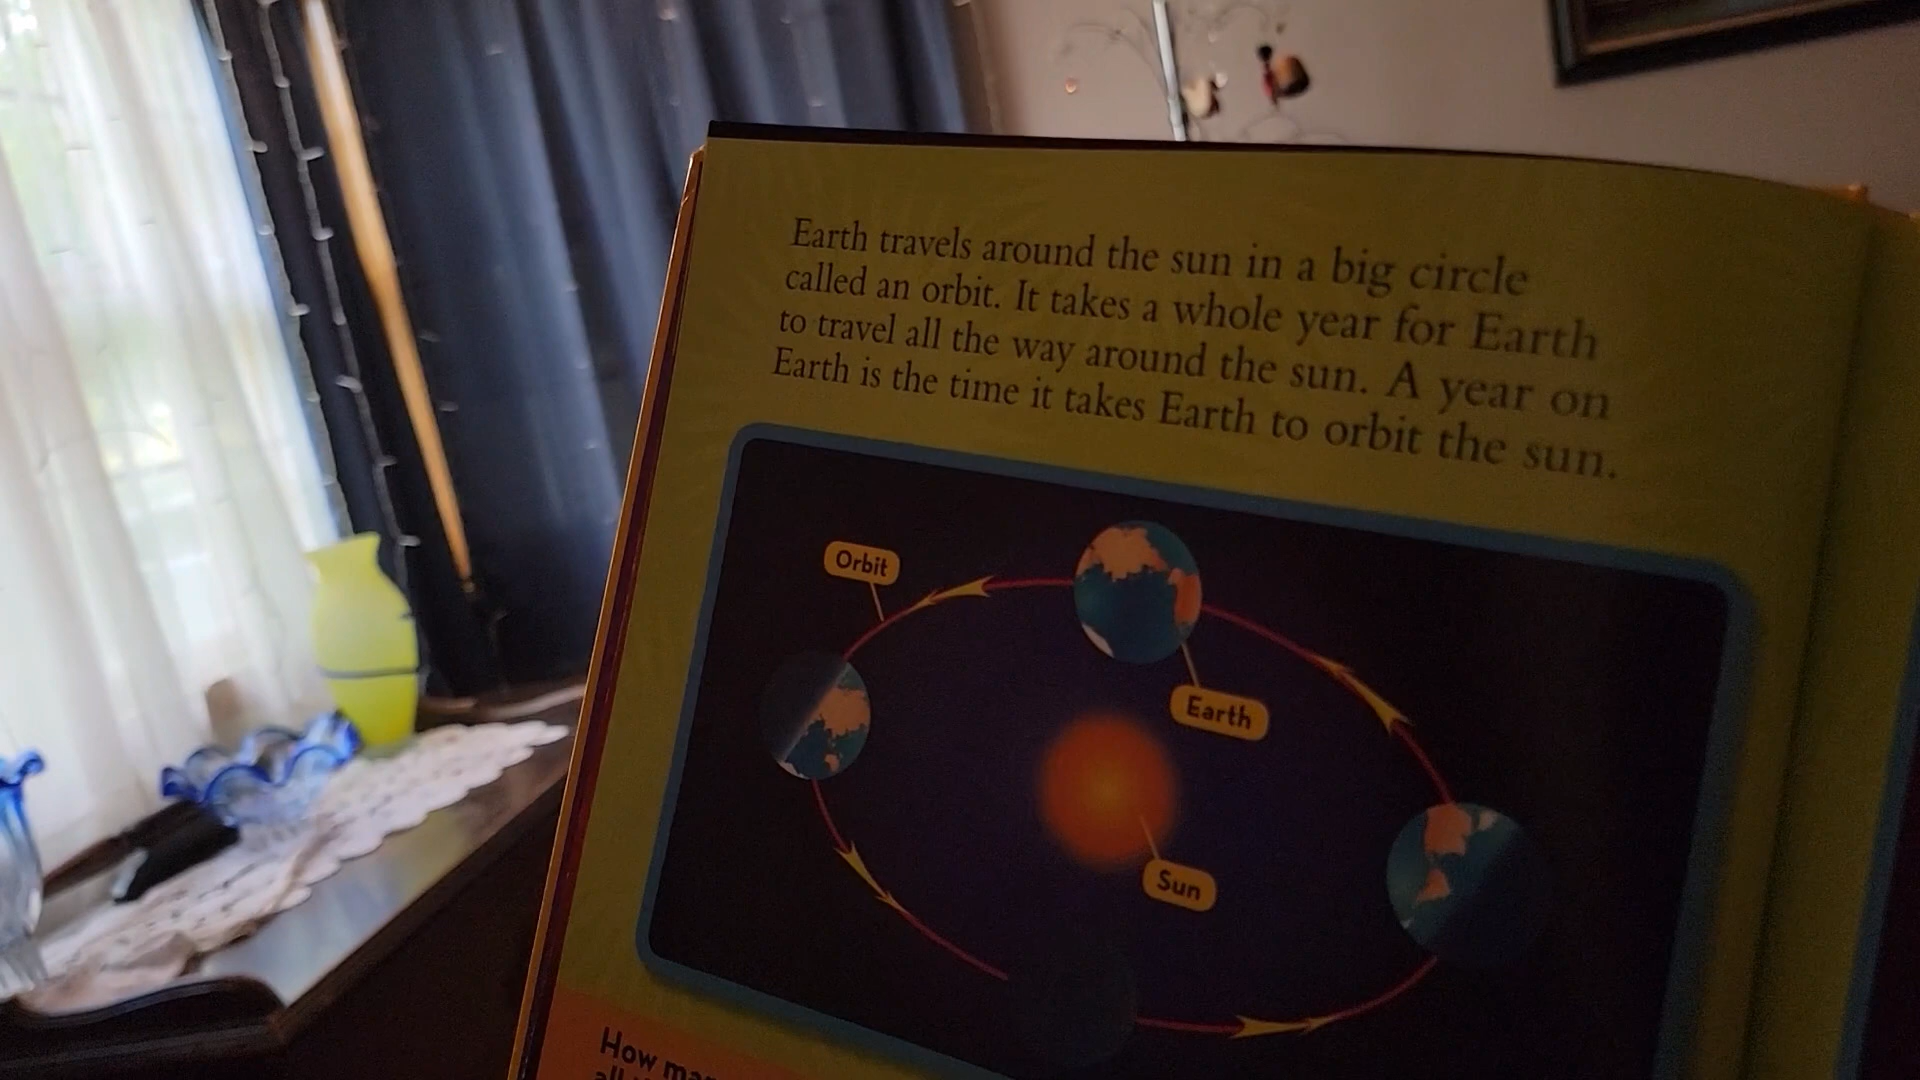 Earth travels around the sun in a big circle
called an orbit. It takes a whole year for Earth
to travel all the way around the sun. A year on
Earth is the time it takes Earth to orbit the sun.
Orbit
Earth
Sun
How